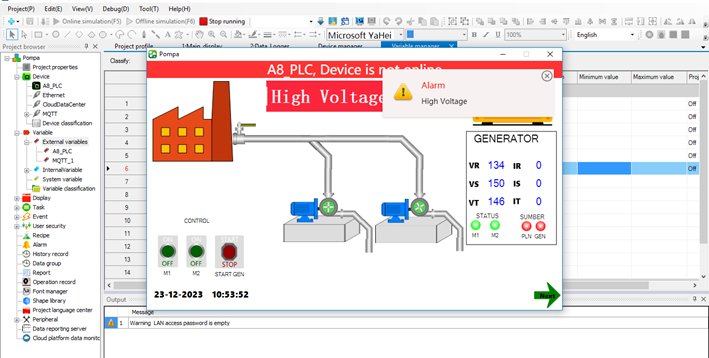 Project(P) Edit(E) Tool(T) Help(H)
Online simulation(F5) Offline simulation(F6) Stop running
Microsoft YaHei 100% English
Project browser
Project profile 1:Main_display 2:Data_Logger Device manager Variable manager
Pompa
Project properties
Device
A8_PLC
Ethernet
CloudDataCenter
MQTT
Device classification
Variable
External variables
A8_PLC
MQTT_1
InternalVariable
System variable
Variable classification
Display
Task
Event
User security
Recipe
Alarm
History record
Data group
Report
Operation record
Font manager
Shape library
Project language center
Peripheral
Data reporting server
Cloud platform data monitor
Classify:
1
2
3
4
5
6
7
8
9
10
11
12
13
14
Minimum value Maximum value Proj
Off
Off
Off
Off
Off
Off
Pompa
A8_PLC, Device is not online
High Voltage
Alarm
High Voltage
GENERATOR
VR 134 IR 0
VS 150 IS 0
VT 146 IT 0
STATUS SUMBER
M1 M2 PLN GEN
CONTROL
OFF OFF STOP
M1 M2 START GEN
23-12-2023 10:53:52
Next
Output
Message
1 Warning LAN access password is empty